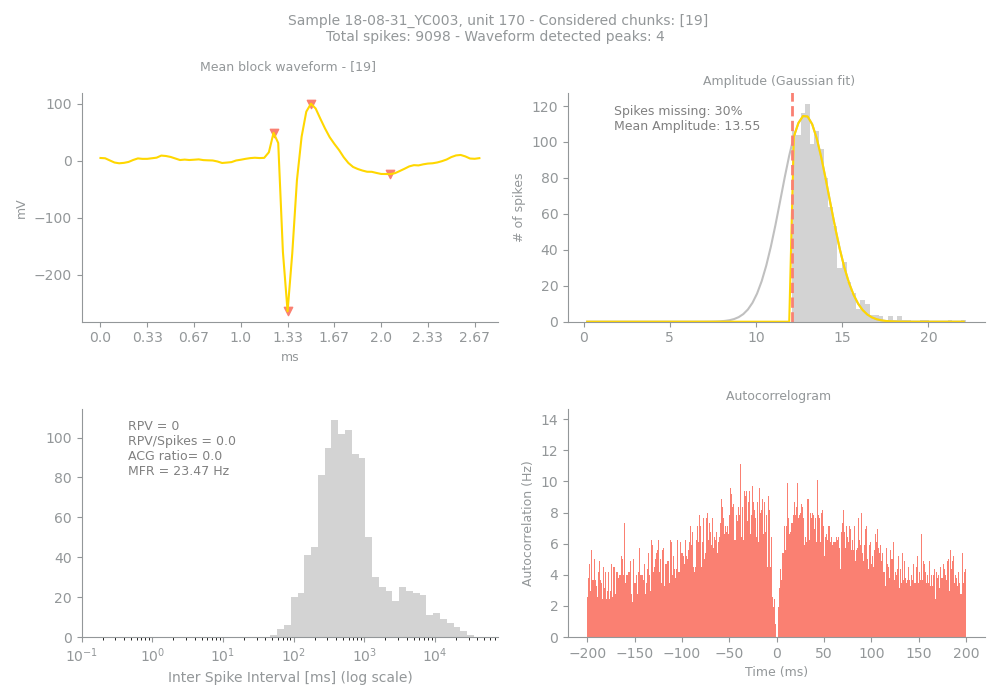 Sample 18-08-31_YC003, unit 170 - Considered chunks: [19]
Total spikes: 9098 - Waveform detected peaks: 4
Mean block waveform - [19]
100
0
−100
−200
mV
0.0 0.33 0.67 1.0 1.33 1.67 2.0 2.33 2.67
ms
Amplitude (Gaussian fit)
Spikes missing: 30%
Mean Amplitude: 13.55
120
100
80
60
40
20
0
# of spikes
0 5 10 15 20
RPV = 0
RPV/Spikes = 0.0
ACG ratio= 0.0
MFR = 23.47 Hz
100
80
60
40
20
0
10⁻¹ 10⁰ 10¹ 10² 10³ 10⁴
Inter Spike Interval [ms] (log scale)
Autocorrelogram
14
12
10
8
6
4
2
0
Autocorrelation (Hz)
−200 −150 −100 −50 0 50 100 150 200
Time (ms)